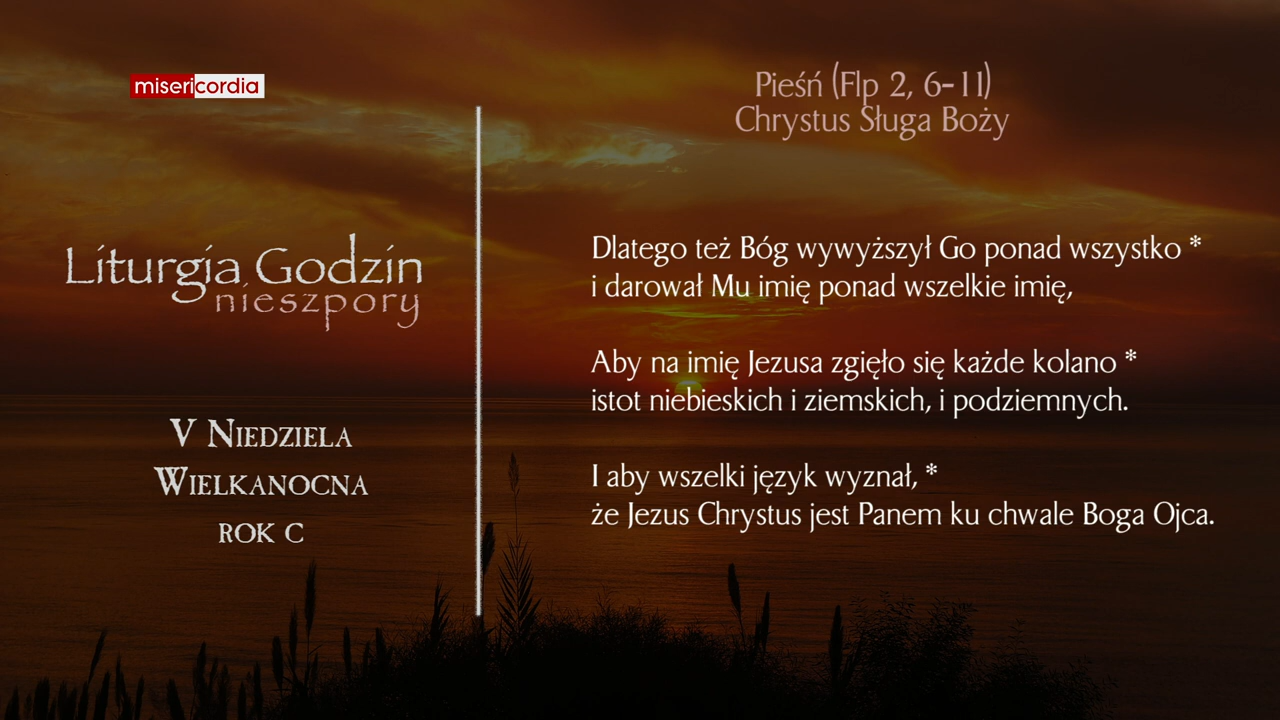 misericordia
Liturgia Godzin
nieszpory
V Niedziela
Wielkanocna
rok C
Pieśń (Flp 2, 6-11)
Chrystus Sługa Boży
Dlatego też Bóg wywyższył Go ponad wszystko *
i darował Mu imię ponad wszelkie imię,
Aby na imię Jezusa zgięło się każde kolano *
istot niebieskich i ziemskich, i podziemnych.
I aby wszelki język wyznał, *
że Jezus Chrystus jest Panem ku chwale Boga Ojca.